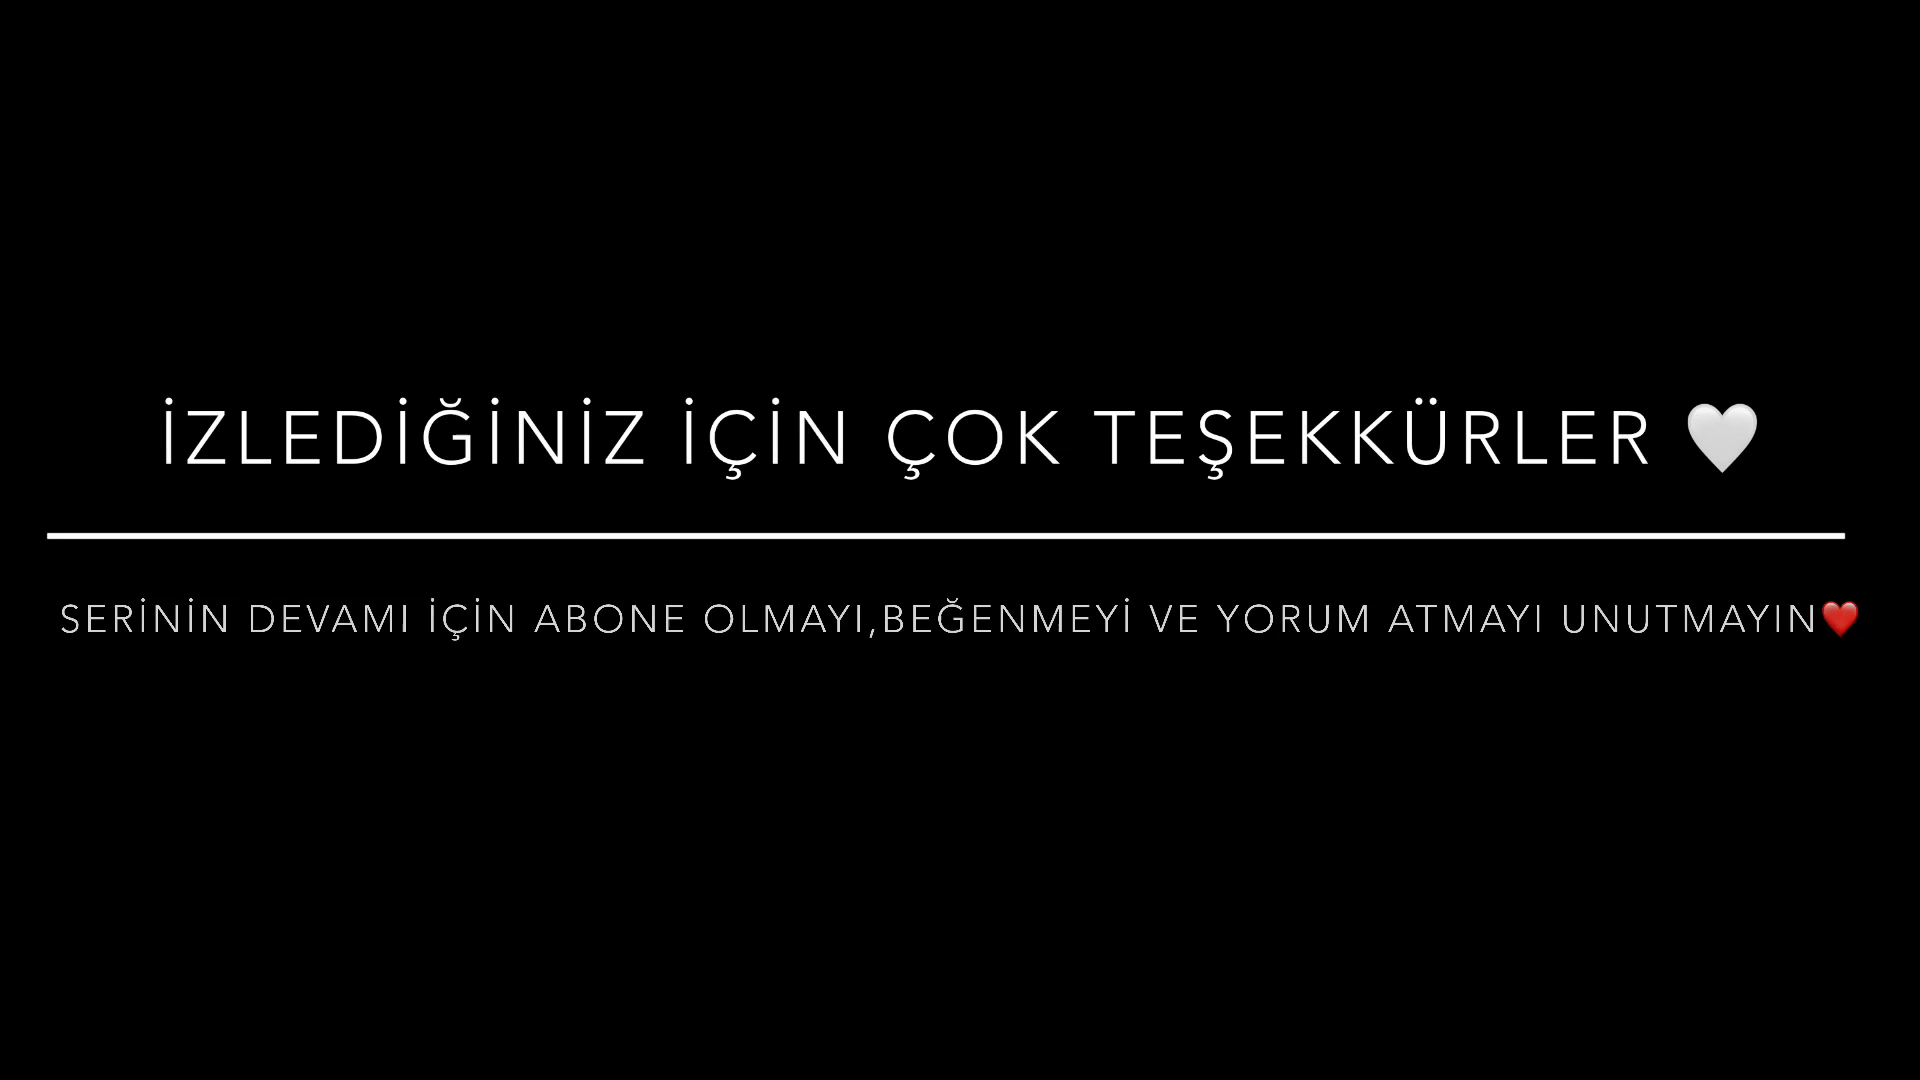 İZLEDİĞİNİZ İÇİN ÇOK TEŞEKKÜRLER 🤍
SERİNİN DEVAMI İÇİN ABONE OLMAYI,BEĞENMEYİ VE YORUM ATMAYI UNUTMAYIN❤️